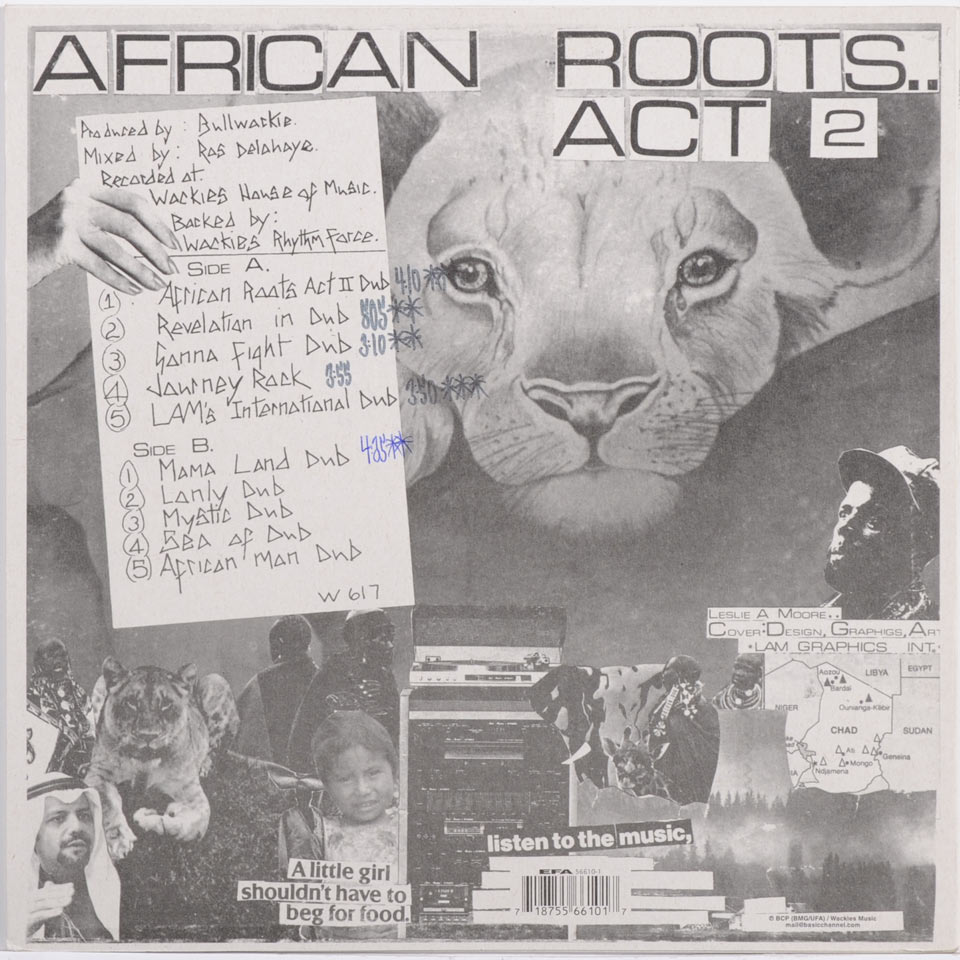 AFRICAN ROOTS..
ACT 2
Produced by : Bullwackie.
Mixed by: Ras Delahaye.
Recorded at:
Wackies House of Music.
Backed by:
Wackies Rhythm Force.
SIDE A.
1 African Roots Act II Dub 4:10**
2 Revelation in Dub 805**
3 Gonna Fight Dub 3:10**
4 Journey Rock 3:55
5 LAM's International Dub 3:50***
SIDE B.
1 Mama Land Dub 4:25**
2 Lanly Dub
3 Mystic Dub
4 Sea of Dub
5 African Man Dub
W 617
LESLIE A MOORE..
COVER:DESIGN, GRAPHIGS, ART
•LAM GRAPHICS INT.
Aozou
LIBYA
EGYPT
Bardai
NIGER
Ounianga-Kébir
CHAD
SUDAN
Ati
Geneina
Mongo
Ndjamena
A little girl
shouldn't have to
beg for food.
listen to the music,
EFA 56610-1
7 18755 66101 7
© BCP (BMG/UFA) / Wackies Music
mail@basicchannel.com